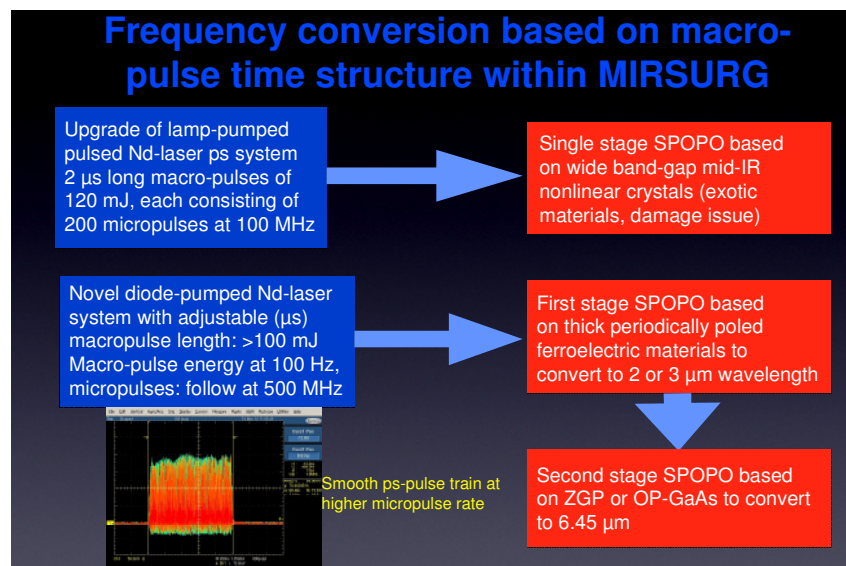 Frequency conversion based on macro-
pulse time structure within MIRSURG
Upgrade of lamp-pumped
pulsed Nd-laser ps system
2 µs long macro-pulses of
120 mJ, each consisting of
200 micropulses at 100 MHz
Single stage SPOPO based
on wide band-gap mid-IR
nonlinear crystals (exotic
materials, damage issue)
Novel diode-pumped Nd-laser
system with adjustable (µs)
macropulse length: >100 mJ
Macro-pulse energy at 100 Hz,
micropulses: follow at 500 MHz
First stage SPOPO based
on thick periodically poled
ferroelectric materials to
convert to 2 or 3 µm wavelength
Smooth ps-pulse train at
higher micropulse rate
Second stage SPOPO based
on ZGP or OP-GaAs to convert
to 6.45 µm